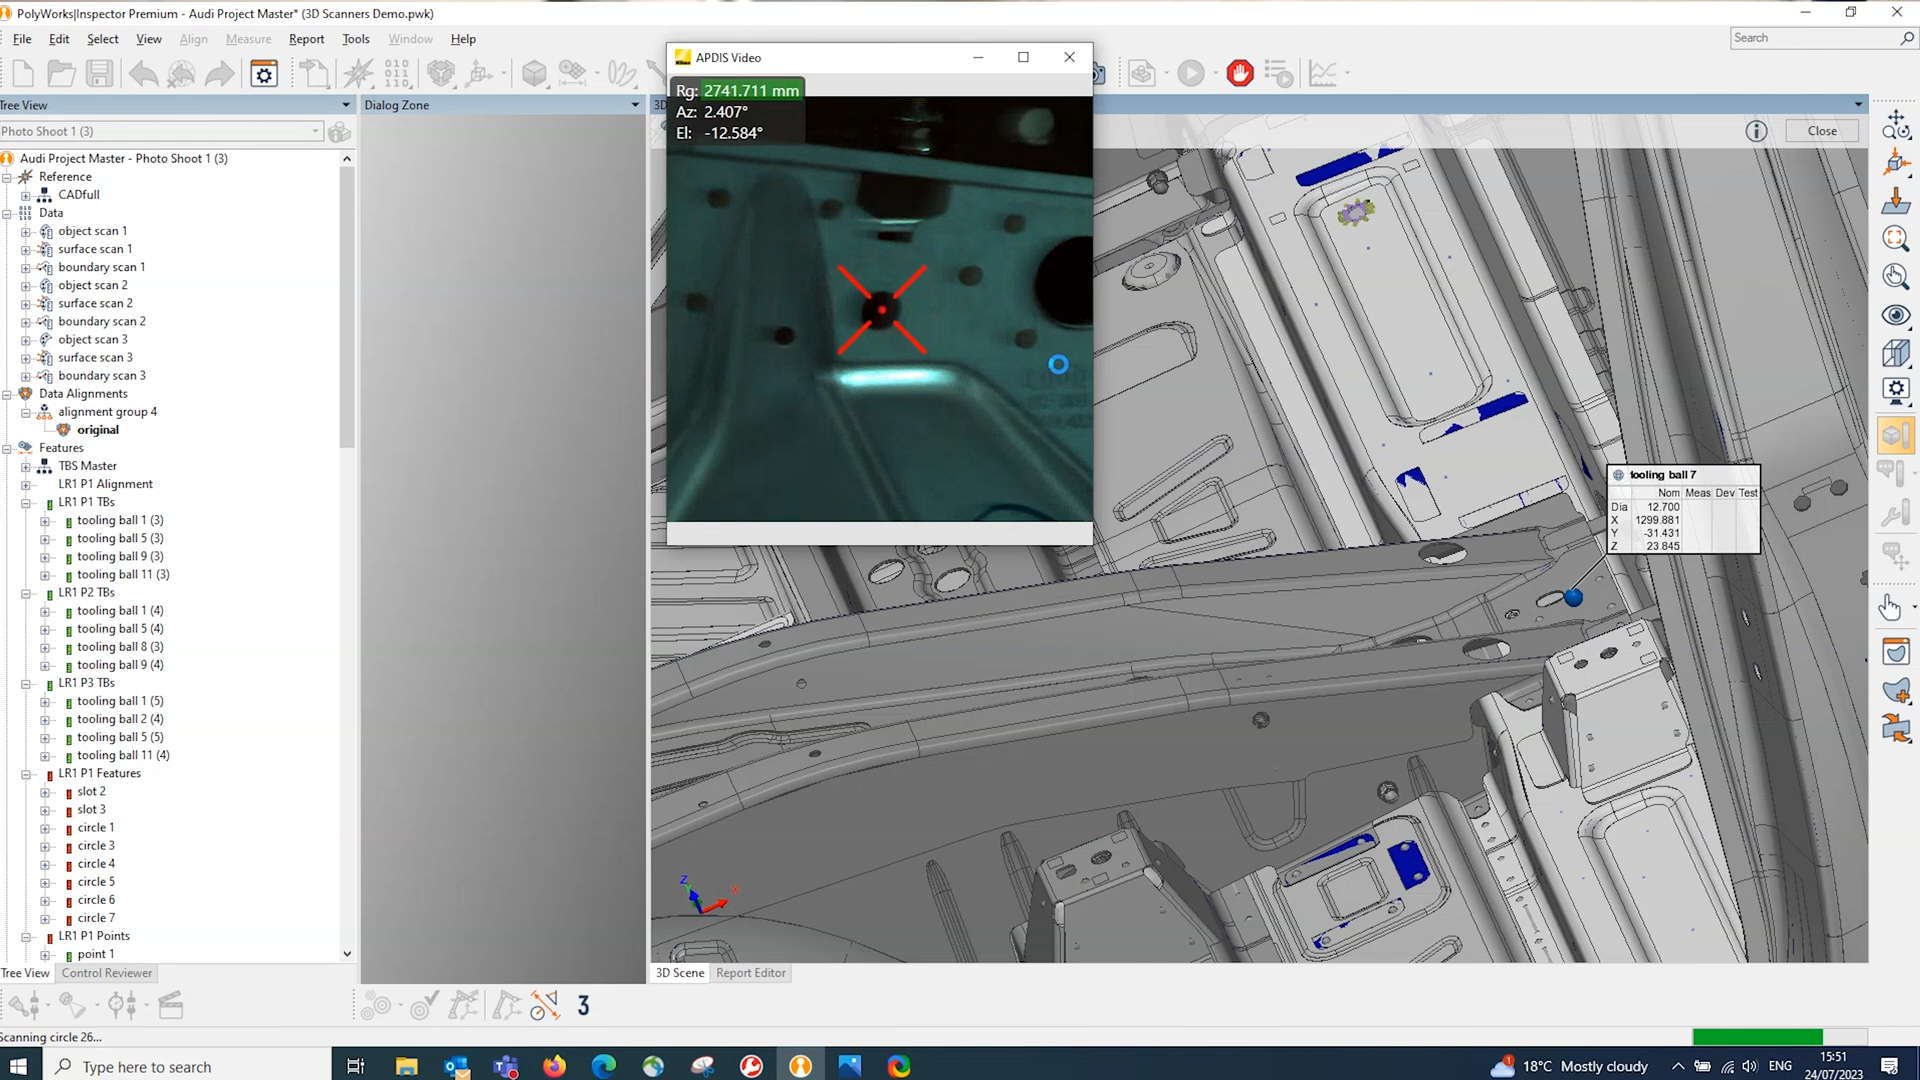 PolyWorks|Inspector Premium - Audi Project Master* (3D Scanners Demo.pwk)
File Edit Select View Align Measure Report Tools Window Help
Search
APDIS Video
Rg: 2741.711 mm
Az: 2.407°
El: -12.584°
Tree View
Dialog Zone
3D
Close
Photo Shoot 1 (3)
Audi Project Master - Photo Shoot 1 (3)
Reference
CADfull
Data
object scan 1
surface scan 1
boundary scan 1
object scan 2
surface scan 2
boundary scan 2
object scan 3
surface scan 3
boundary scan 3
Data Alignments
alignment group 4
original
Features
TBS Master
LR1 P1 Alignment
LR1 P1 TBs
tooling ball 1 (3)
tooling ball 5 (3)
tooling ball 9 (3)
tooling ball 11 (3)
LR1 P2 TBs
tooling ball 1 (4)
tooling ball 5 (4)
tooling ball 8 (3)
tooling ball 9 (4)
LR1 P3 TBs
tooling ball 1 (5)
tooling ball 2 (4)
tooling ball 5 (5)
tooling ball 11 (4)
LR1 P1 Features
slot 2
slot 3
circle 1
circle 3
circle 4
circle 5
circle 6
circle 7
LR1 P1 Points
point 1
tooling ball 7
Nom Meas Dev Test
Dia 12.700
X 1299.881
Y -31.431
Z 23.845
Z
x
Tree View Control Reviewer
3D Scene Report Editor
3
Scanning circle 26...
Type here to search
1
18°C Mostly cloudy
ENG
15:51
24/07/2023